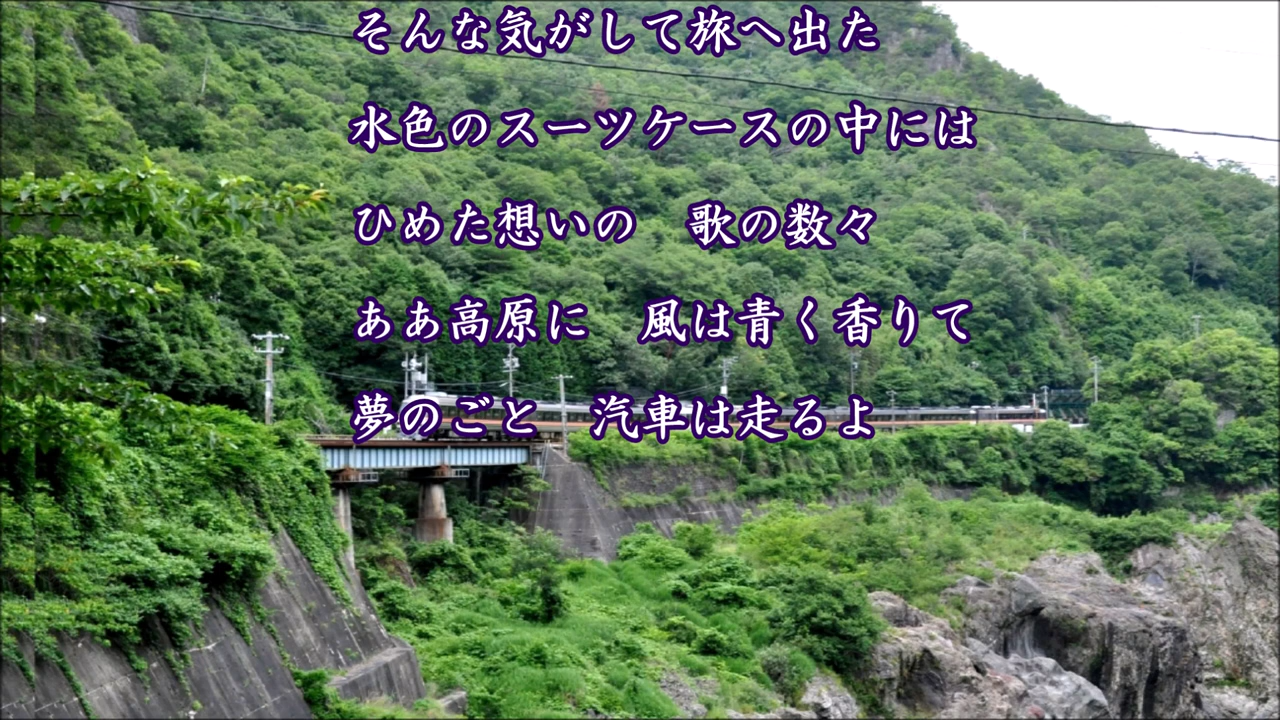 そんな気がして旅へ出た
水色のスーツケースの中には
ひめた想いの　歌の数々
ああ高原に　風は青く香りて
夢のごと　汽車は走るよ